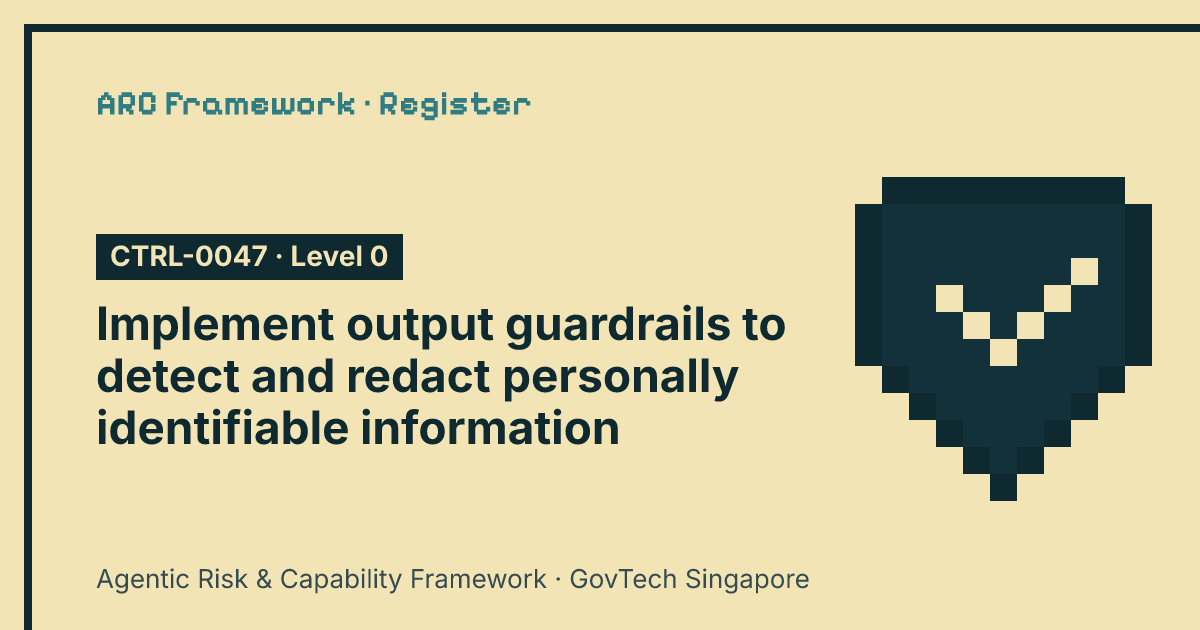 ARC Framework · Register
CTRL-0047 · Level 0
Implement output guardrails to
detect and redact personally
identifiable information
Agentic Risk & Capability Framework · GovTech Singapore